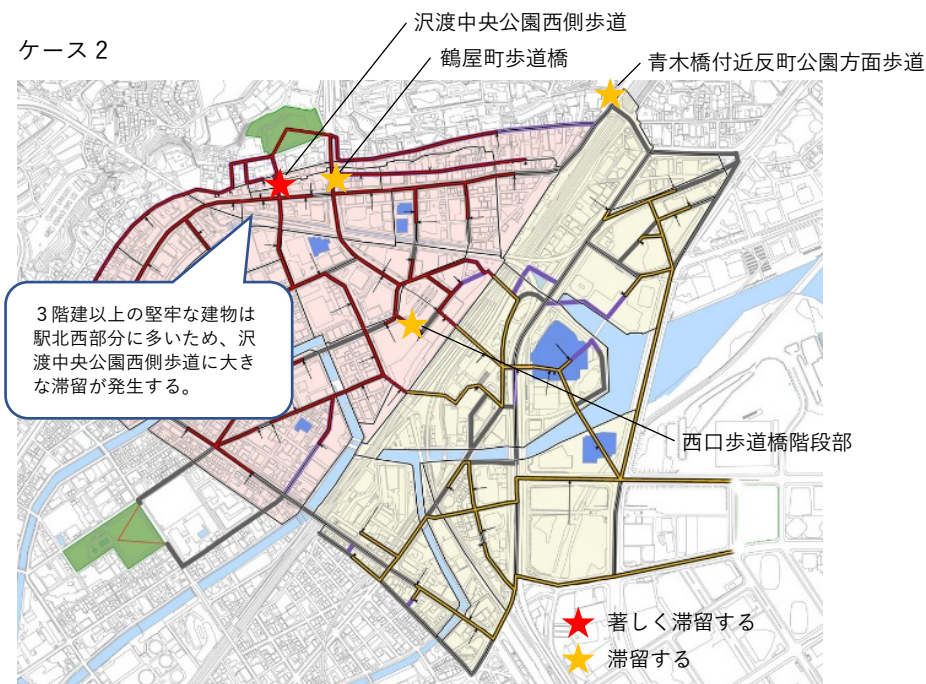 沢渡中央公園西側歩道
ケース 2
鶴屋町歩道橋
青木橋付近反町公園方面歩道
３階建以上の堅牢な建物は
駅北西部分に多いため、沢
渡中央公園西側歩道に大き
な滞留が発生する。
西口歩道橋階段部
著しく滞留する
滞留する